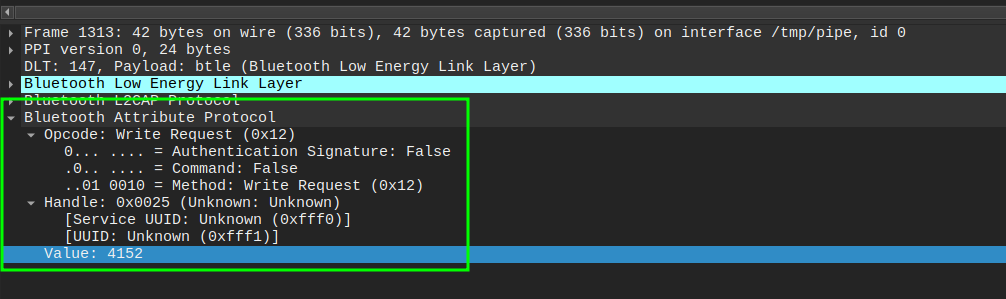 Frame 1313: 42 bytes on wire (336 bits), 42 bytes captured (336 bits) on interface /tmp/pipe, id 0
PPI version 0, 24 bytes
DLT: 147, Payload: btle (Bluetooth Low Energy Link Layer)
Bluetooth Low Energy Link Layer
Bluetooth L2CAP Protocol
Bluetooth Attribute Protocol
Opcode: Write Request (0x12)
0... .... = Authentication Signature: False
.0.. .... = Command: False
..01 0010 = Method: Write Request (0x12)
Handle: 0x0025 (Unknown: Unknown)
[Service UUID: Unknown (0xfff0)]
[UUID: Unknown (0xfff1)]
Value: 4152